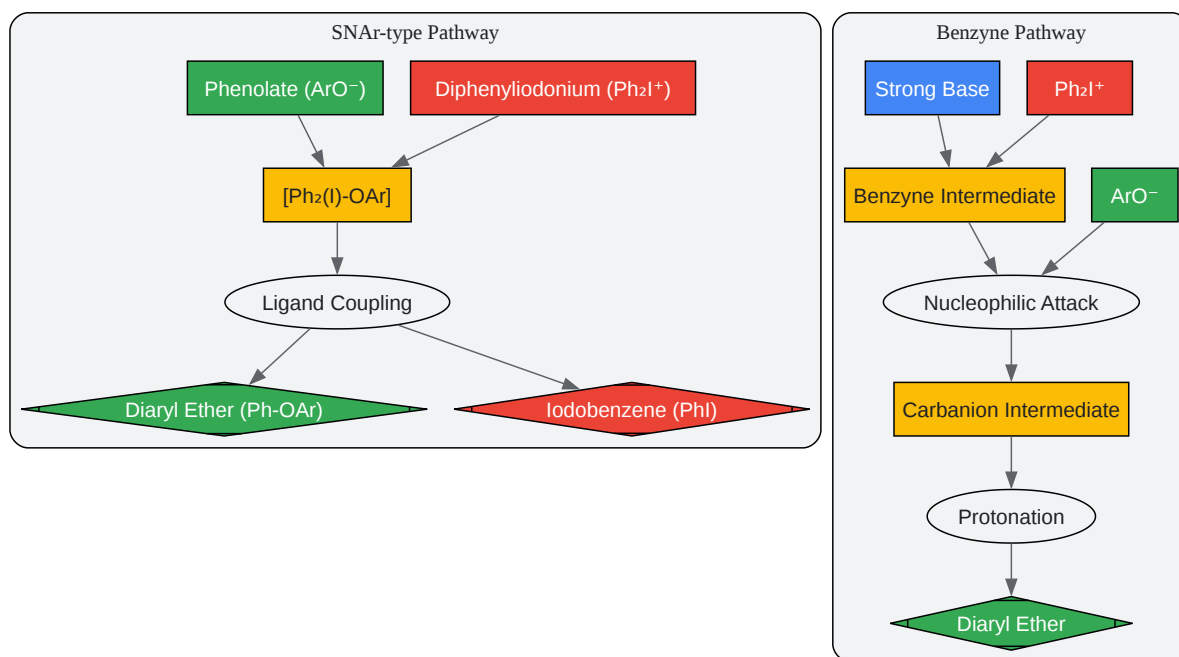 SNAr-type Pathway
Phenolate (ArO⁻)
Diphenyliodonium (Ph₂I⁺)
[Ph₂(I)-OAr]
Ligand Coupling
Diaryl Ether (Ph-OAr)
Iodobenzene (PhI)
Benzyne Pathway
Strong Base
Ph₂I⁺
Benzyne Intermediate
ArO⁻
Nucleophilic Attack
Carbanion Intermediate
Protonation
Diaryl Ether